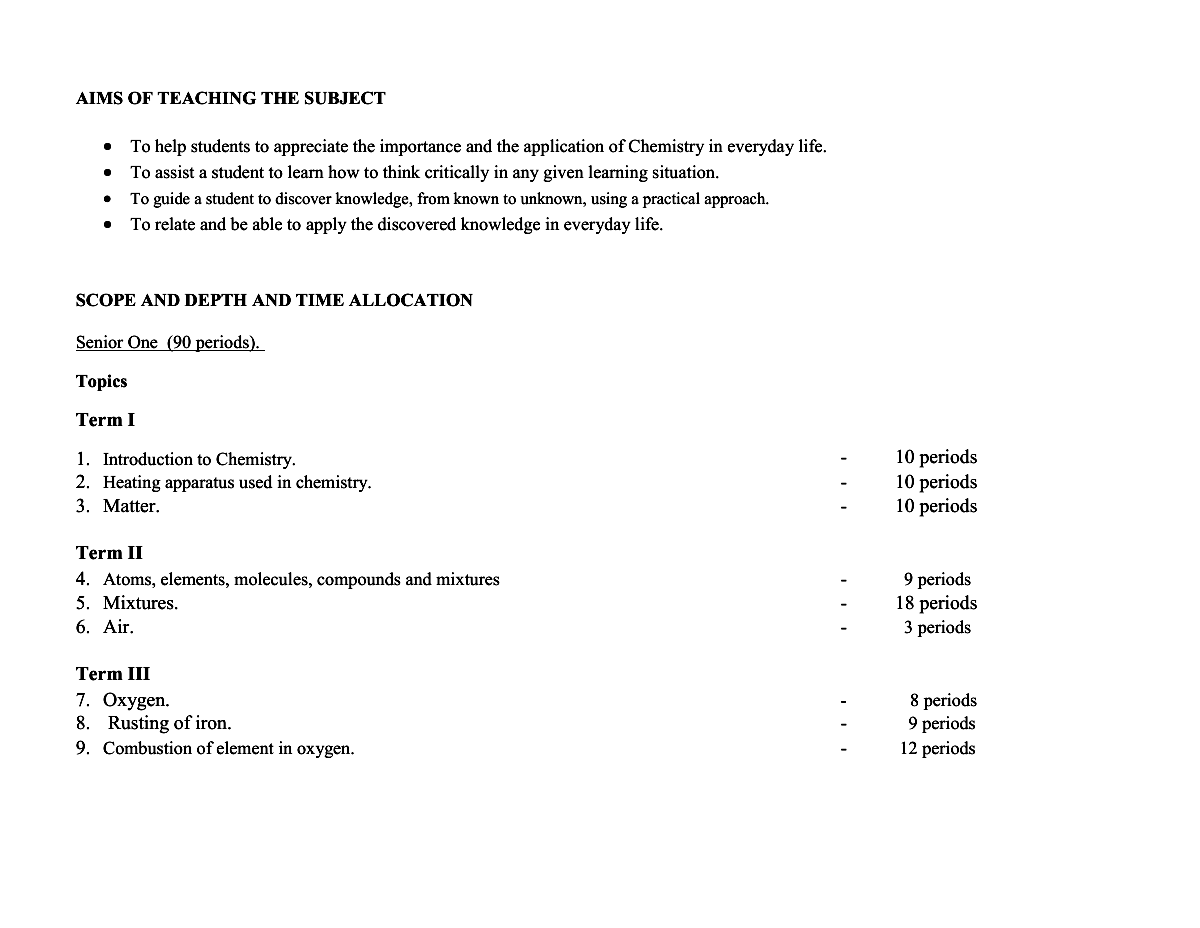 AIMS OF TEACHING THE SUBJECT
• To help students to appreciate the importance and the application of Chemistry in everyday life.
• To assist a student to learn how to think critically in any given learning situation.
• To guide a student to discover knowledge, from known to unknown, using a practical approach.
• To relate and be able to apply the discovered knowledge in everyday life.
SCOPE AND DEPTH AND TIME ALLOCATION
Senior One (90 periods).
Topics
Term I
1. Introduction to Chemistry. - 10 periods
2. Heating apparatus used in chemistry. - 10 periods
3. Matter. - 10 periods
Term II
4. Atoms, elements, molecules, compounds and mixtures - 9 periods
5. Mixtures. - 18 periods
6. Air. - 3 periods
Term III
7. Oxygen. - 8 periods
8. Rusting of iron. - 9 periods
9. Combustion of element in oxygen. - 12 periods